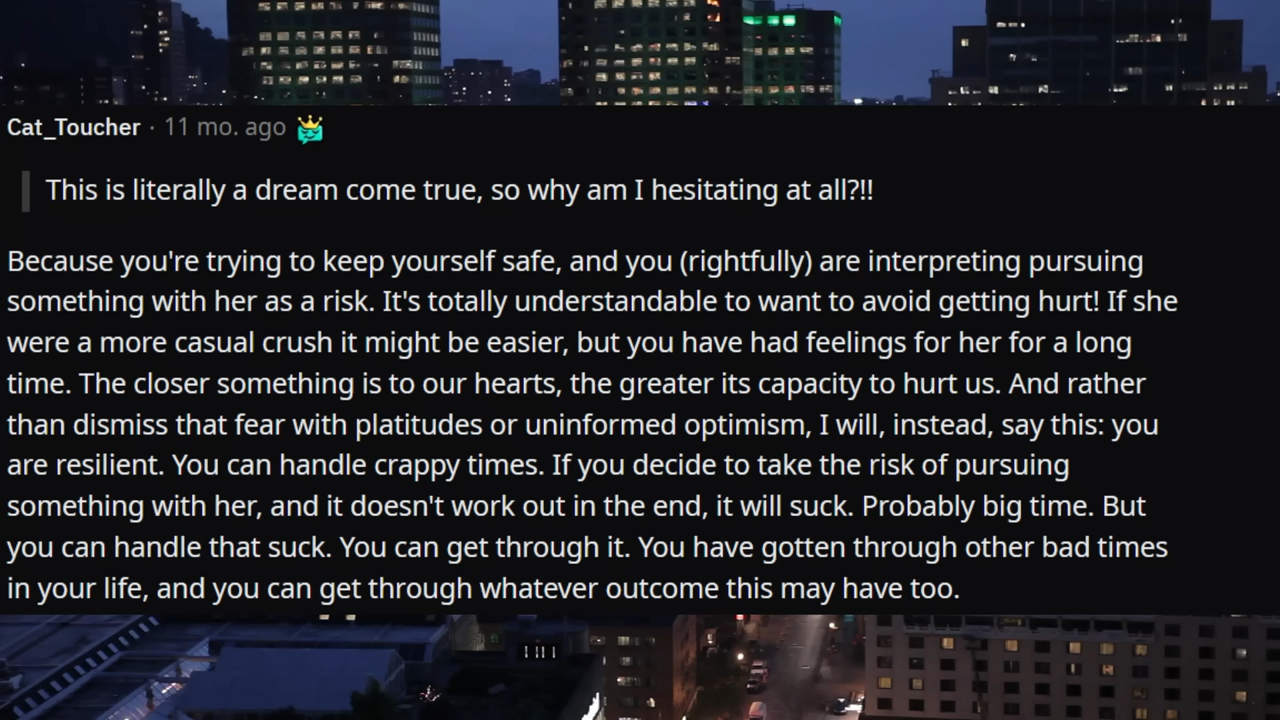 Cat_Toucher · 11 mo. ago
This is literally a dream come true, so why am I hesitating at all?!!
Because you're trying to keep yourself safe, and you (rightfully) are interpreting pursuing
something with her as a risk. It's totally understandable to want to avoid getting hurt! If she
were a more casual crush it might be easier, but you have had feelings for her for a long
time. The closer something is to our hearts, the greater its capacity to hurt us. And rather
than dismiss that fear with platitudes or uninformed optimism, I will, instead, say this: you
are resilient. You can handle crappy times. If you decide to take the risk of pursuing
something with her, and it doesn't work out in the end, it will suck. Probably big time. But
you can handle that suck. You can get through it. You have gotten through other bad times
in your life, and you can get through whatever outcome this may have too.